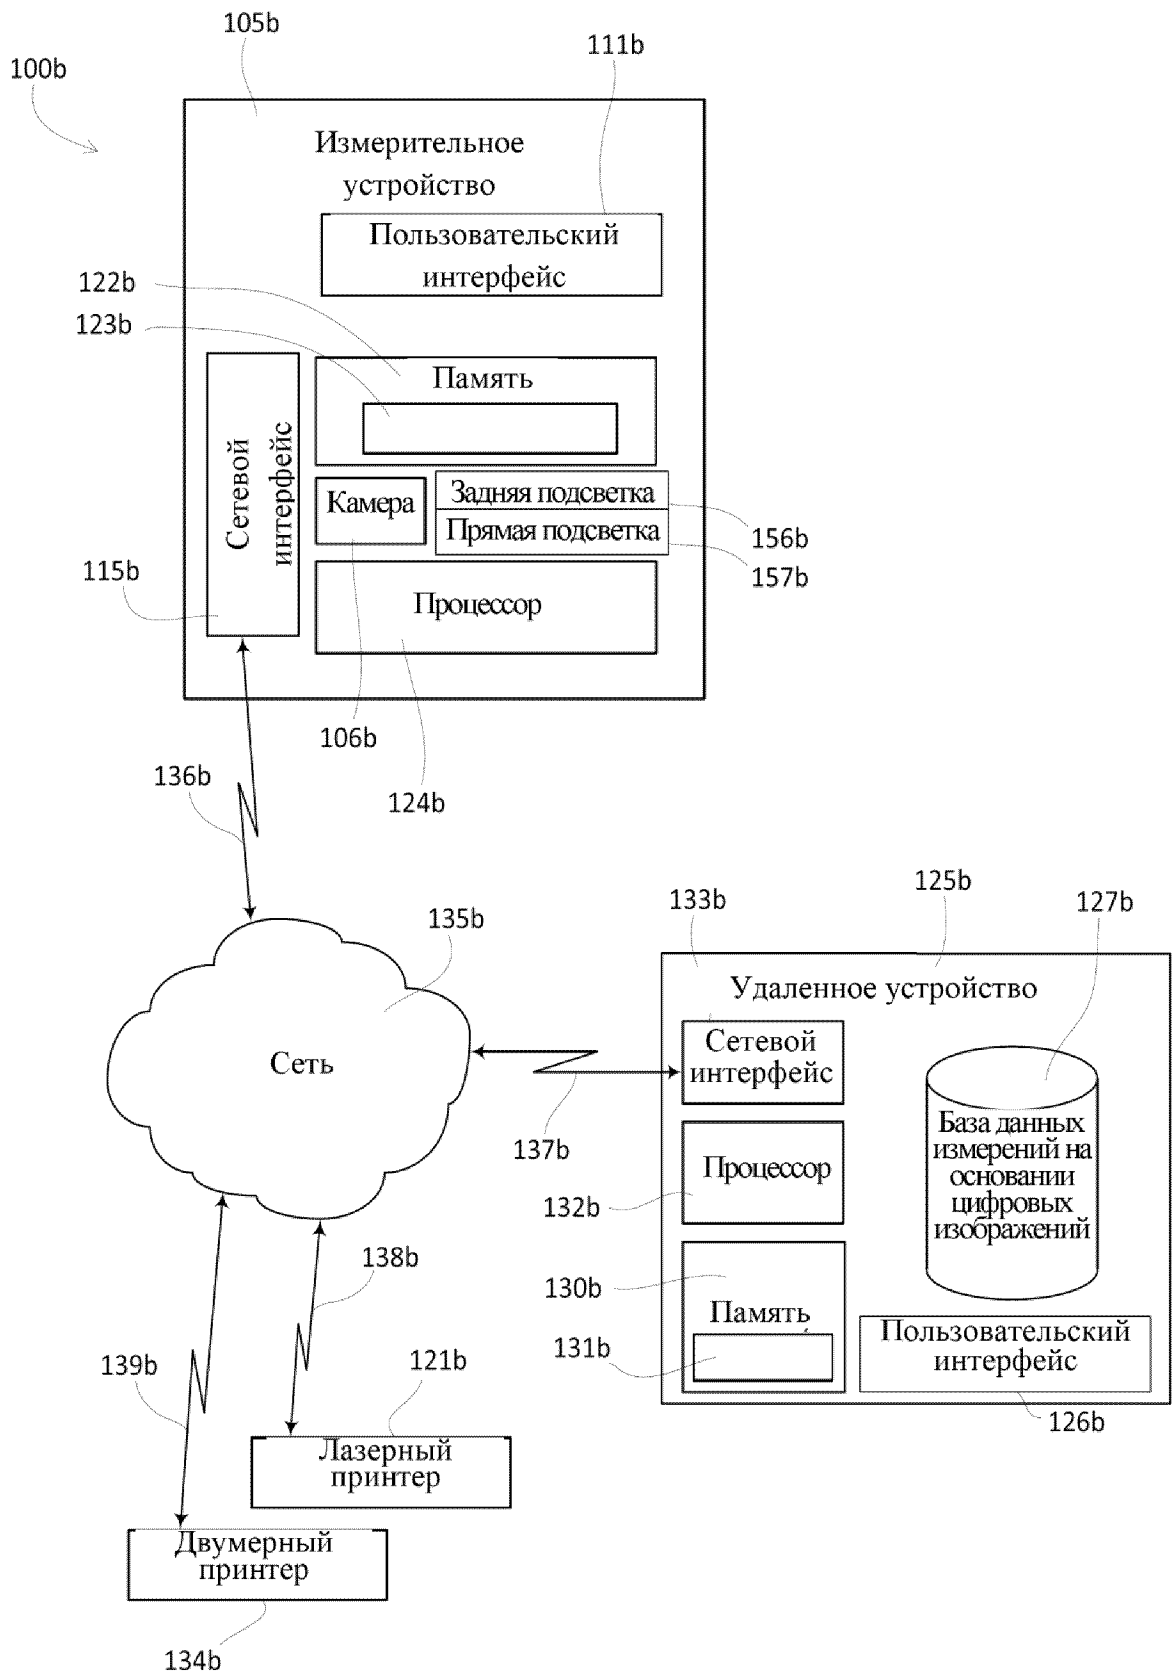 105b
111b
100b
Измерительное
устройство
Пользовательский
интерфейс
122b
123b
Память
Сетевой
интерфейс
Камера
Задняя подсветка
Прямая подсветка
156b
157b
115b
Процессор
106b
136b
124b
125b
133b
127b
135b
Удаленное устройство
Сеть
Сетевой
интерфейс
База данных
измерений на
основании
цифровых
изображений
137b
Процессор
132b
138b
130b
Память
131b
Пользовательский
интерфейс
139b
121b
126b
Лазерный
принтер
Двумерный
принтер
134b